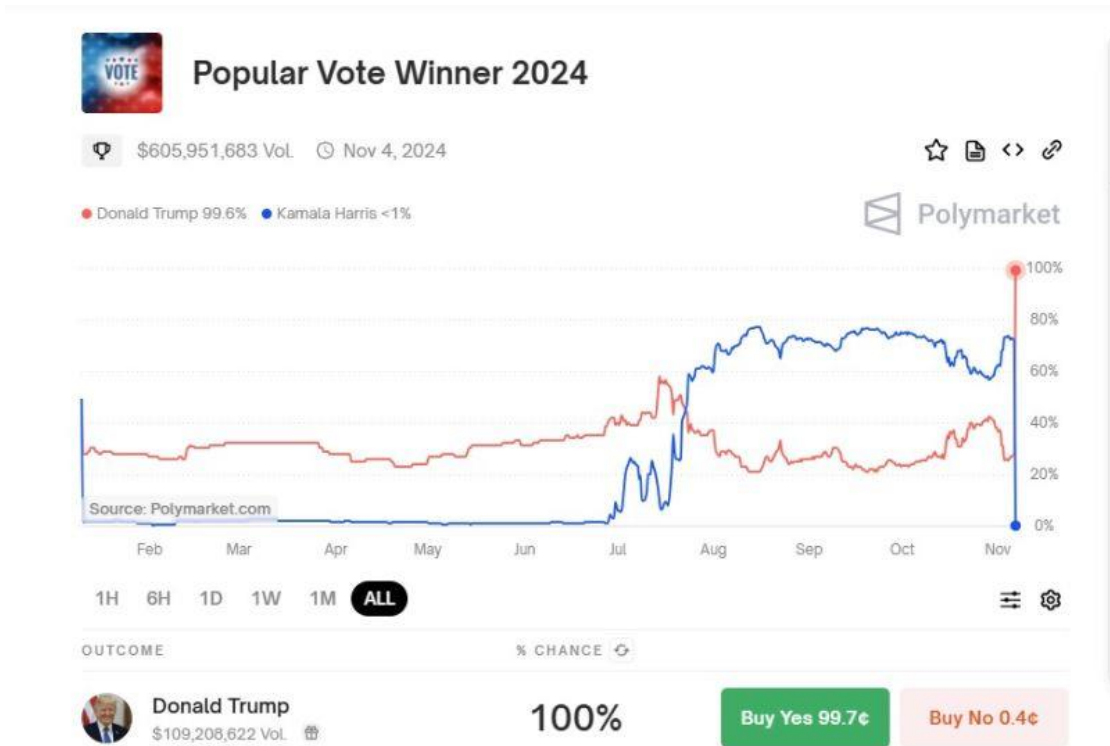 VOTE
Popular Vote Winner 2024
$605,951,683 Vol. Nov 4, 2024
Donald Trump 99.6% Kamala Harris <1%
Polymarket
100%
80%
60%
40%
20%
0%
Source: Polymarket.com
Feb Mar Apr May Jun Jul Aug Sep Oct Nov
1H 6H 1D 1W 1M ALL
OUTCOME % CHANCE
Donald Trump
$109,208,622 Vol.
100% Buy Yes 99.7¢ Buy No 0.4¢